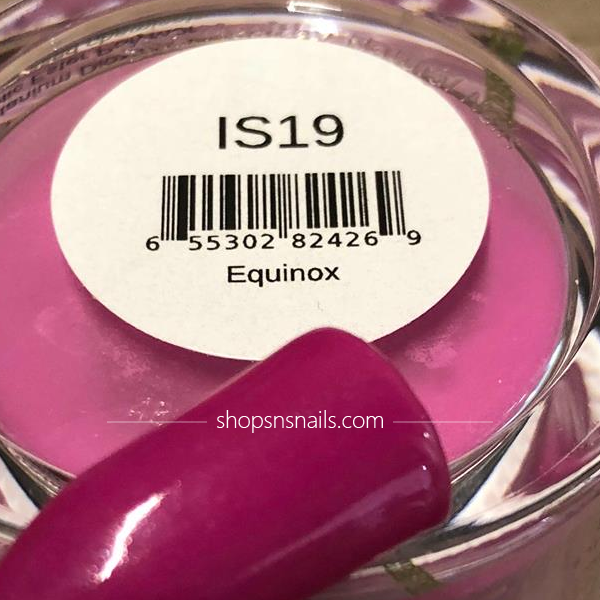 IS19
6 55302 82426 9
Equinox
shopsnsnails.com